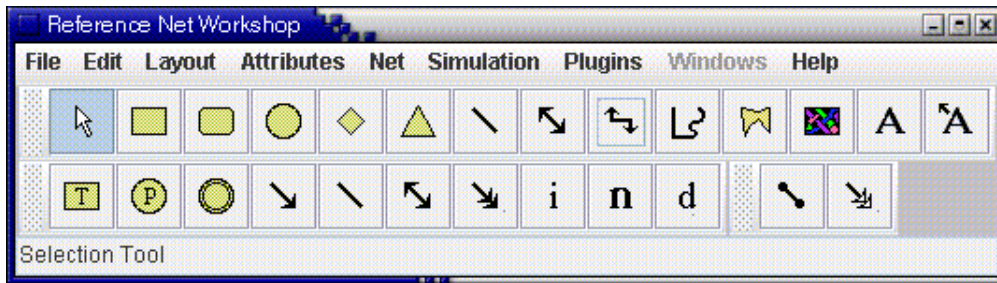 Reference Net Workshop
File Edit Layout Attributes Net Simulation Plugins Windows Help
A A
T P i n d
Selection Tool